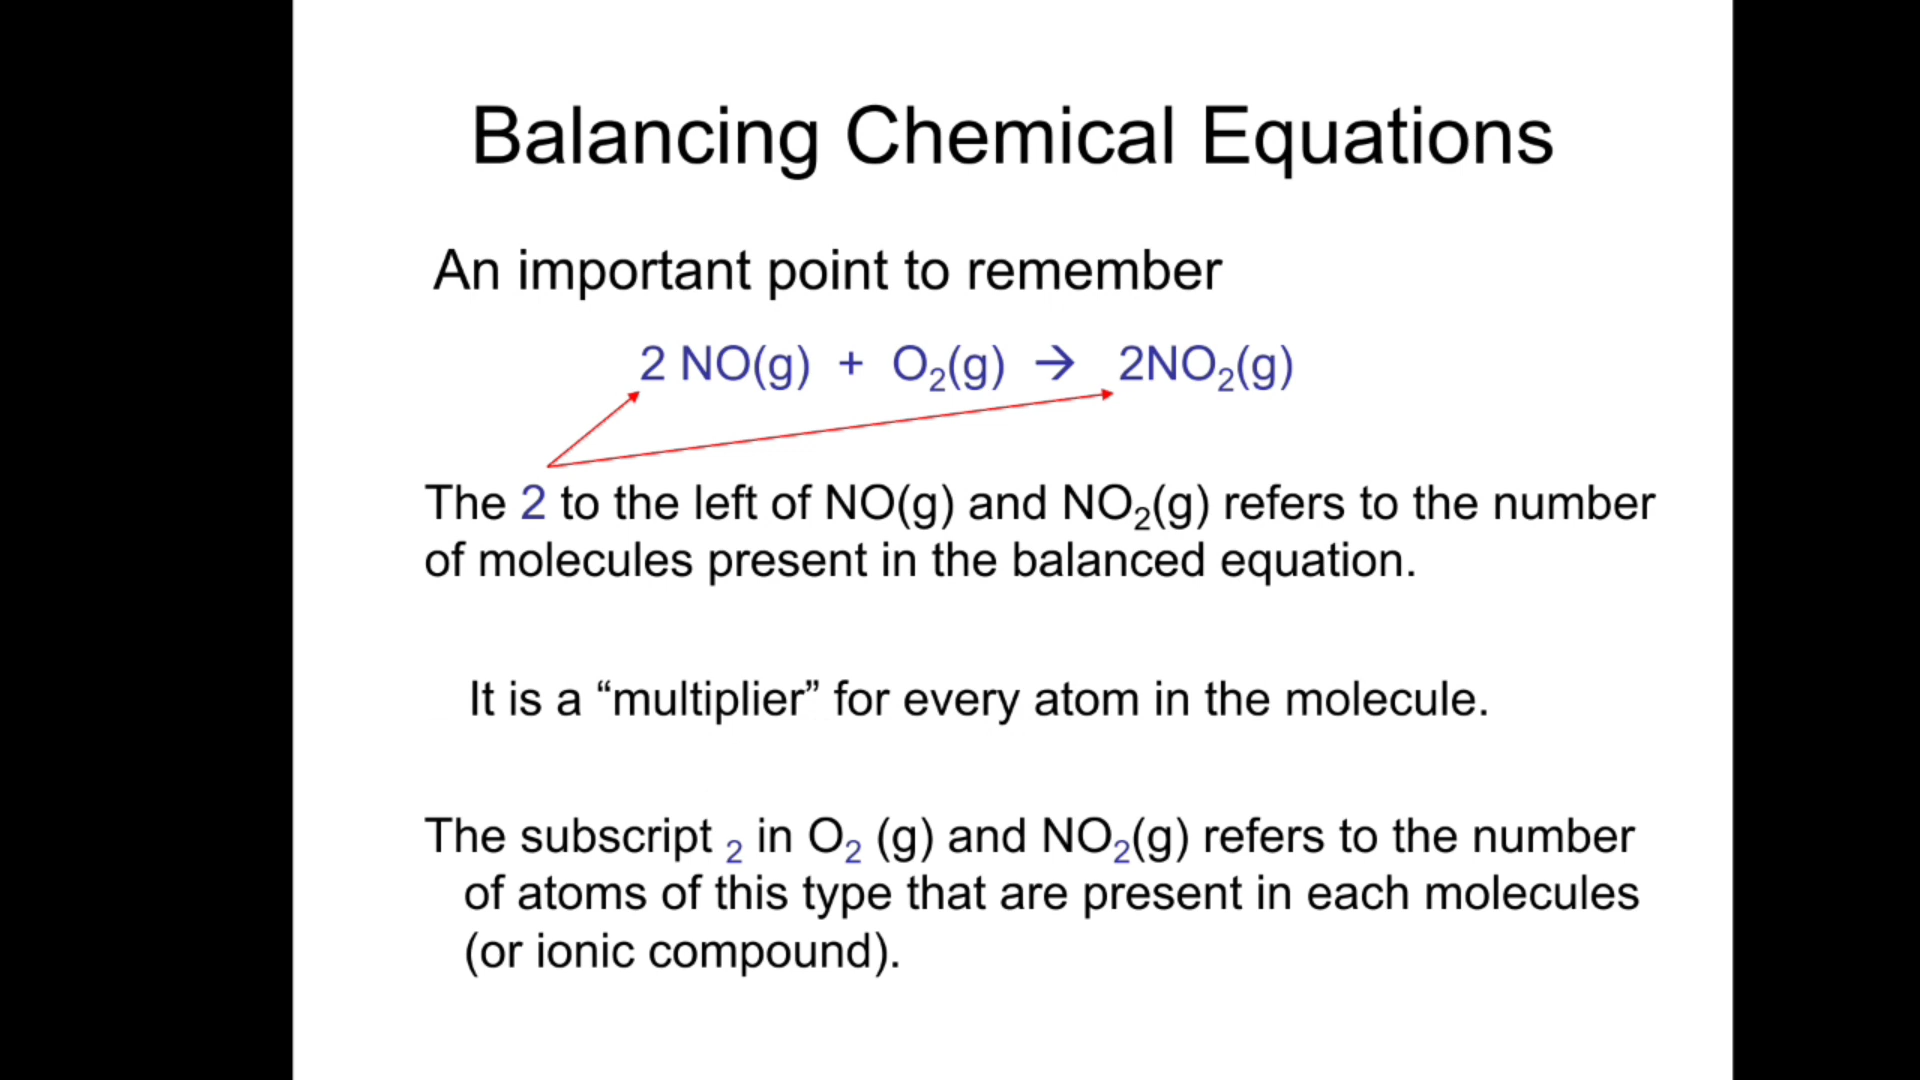 Balancing Chemical Equations
An important point to remember
2 NO(g) + O₂(g) → 2NO₂(g)
The 2 to the left of NO(g) and NO₂(g) refers to the number
of molecules present in the balanced equation.
It is a “multiplier” for every atom in the molecule.
The subscript ₂ in O₂ (g) and NO₂(g) refers to the number
of atoms of this type that are present in each molecules
(or ionic compound).